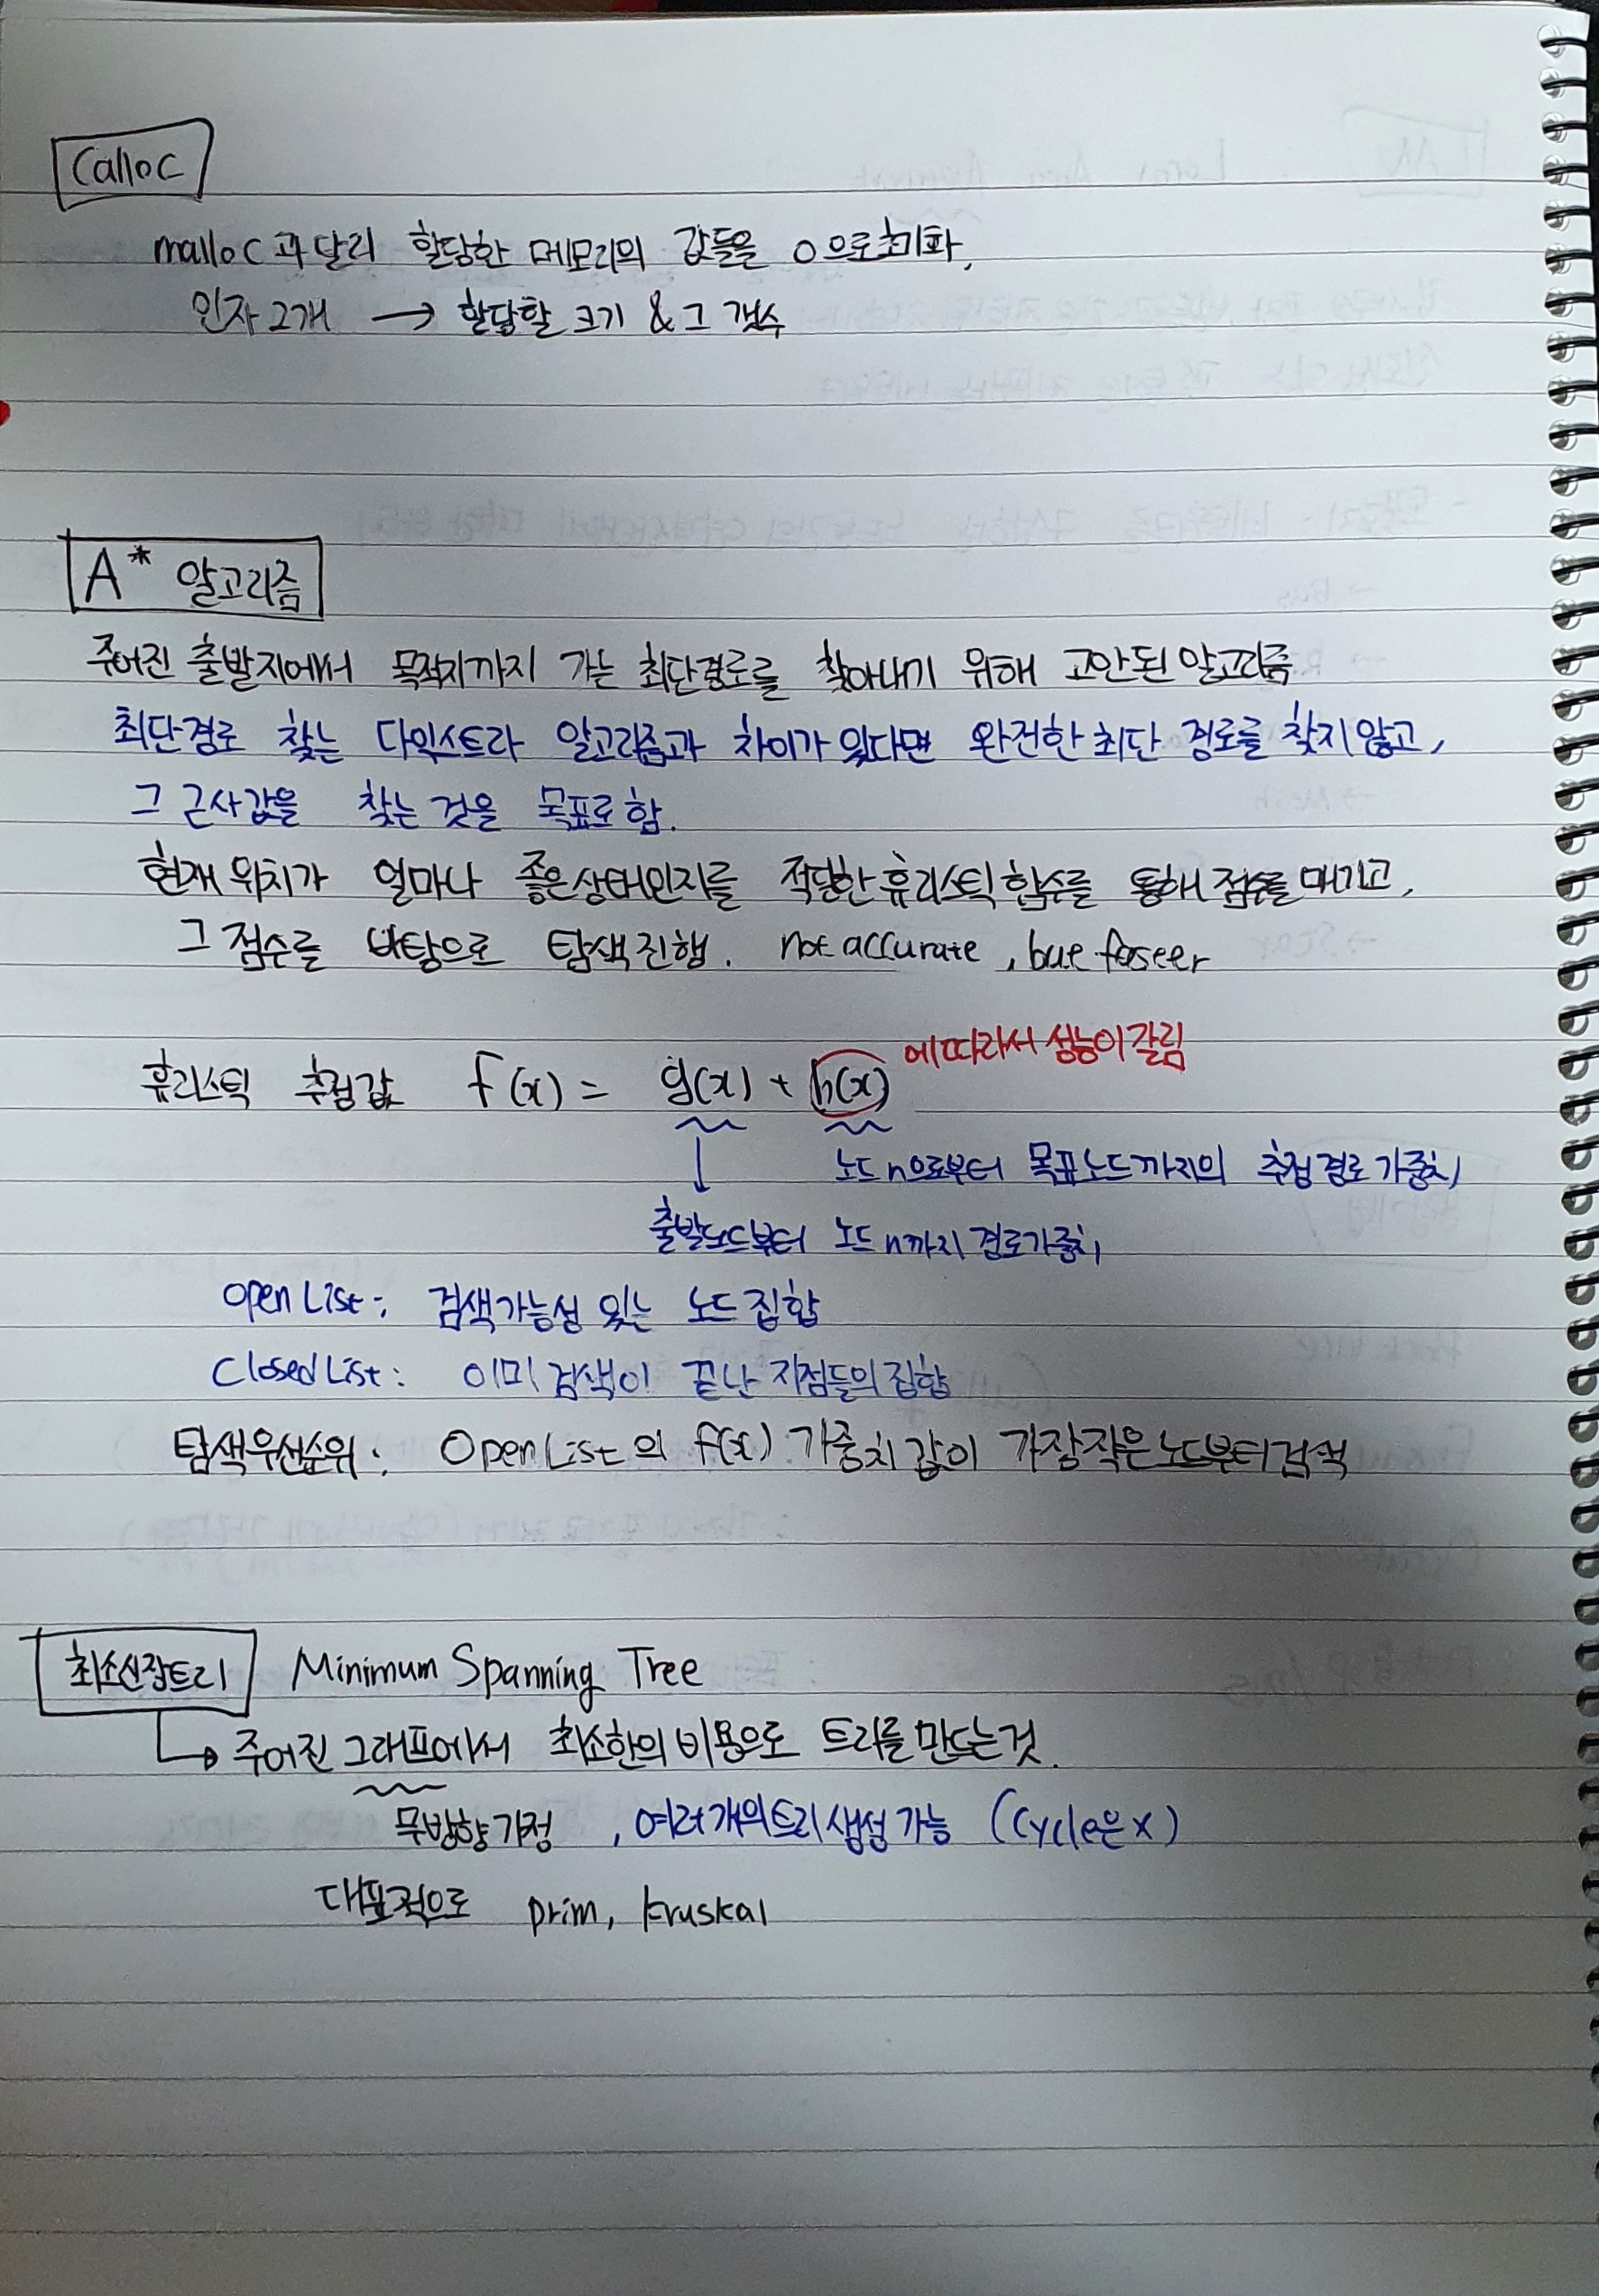 Calloc
malloc과 달리 할당한 메모리의 값들을 0으로 초기화,
인자 2개 → 할당할 크기 & 그 갯수
A* 알고리즘
주어진 출발지에서 목적지까지 가는 최단경로를 찾아내기 위해 고안된 알고리즘
최단경로 찾는 다익스트라 알고리즘과 차이가 있다면 완전한 최단 경로를 찾지 않고,
그 근사값을 찾는 것을 목표로 함.
현재 위치가 얼마나 좋은 상태인지를 적당한 휴리스틱 함수를 통해 점수를 매기고,
그 점수를 바탕으로 탐색 진행. not accurate, but faster
에 따라서 성능이 갈림
휴리스틱 추정값 f(x) = g(x) + h(x)
노드 n으로부터 목표노드까지의 추정 경로 가중치
출발노드부터 노드 n까지 경로가중치
Open List: 검색가능성 있는 노드 집합
Closed List: 이미 검색이 끝난 지점들의 집합
탐색우선순위: Open List의 f(x) 가중치 값이 가장 작은 노드부터 검색
최소신장트리 Minimum Spanning Tree
→ 주어진 그래프에서 최소한의 비용으로 트리를 만드는 것.
무방향 가정, 여러 개의 트리 생성 가능 (Cycle은 x)
대표적으로 prim, kruskal